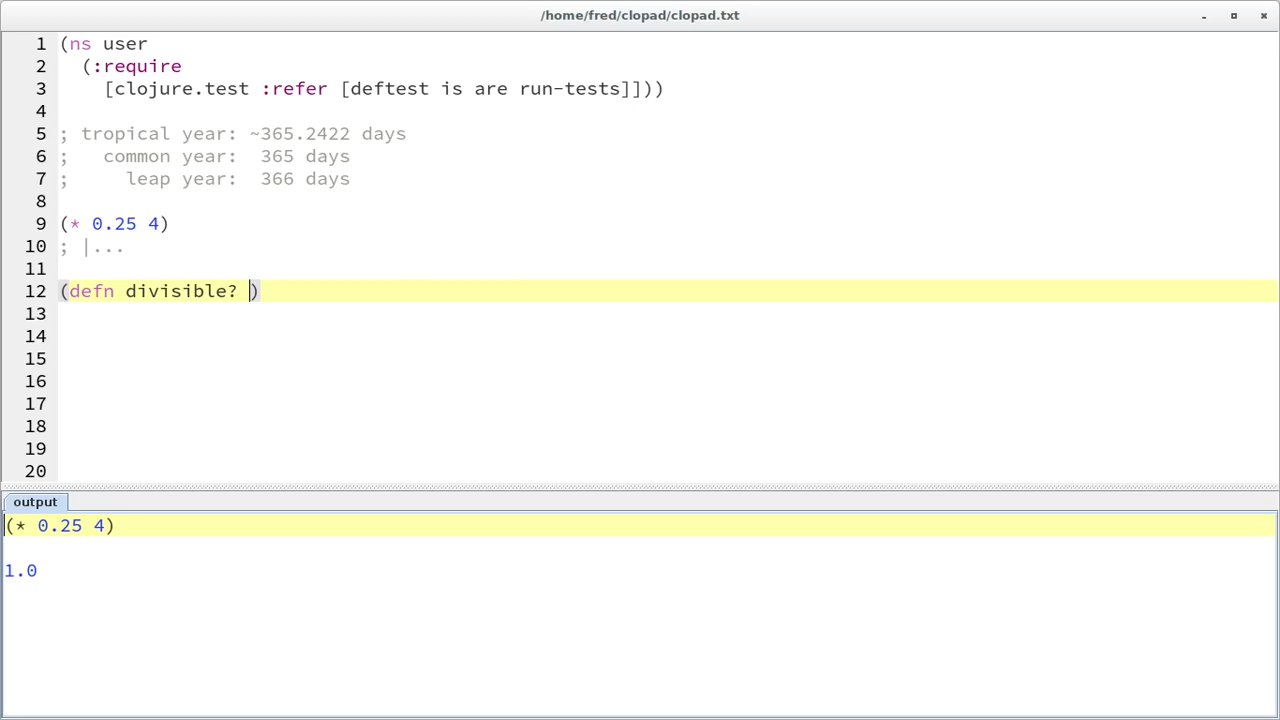 /home/fred/clopad/clopad.txt
1 (ns user
2   (:require
3     [clojure.test :refer [deftest is are run-tests]]))
4
5 ; tropical year: ~365.2422 days
6 ;   common year:  365 days
7 ;     leap year:  366 days
8
9 (* 0.25 4)
10 ; |...
11
12 (defn divisible? )
13
14
15
16
17
18
19
20
output
(* 0.25 4)
1.0